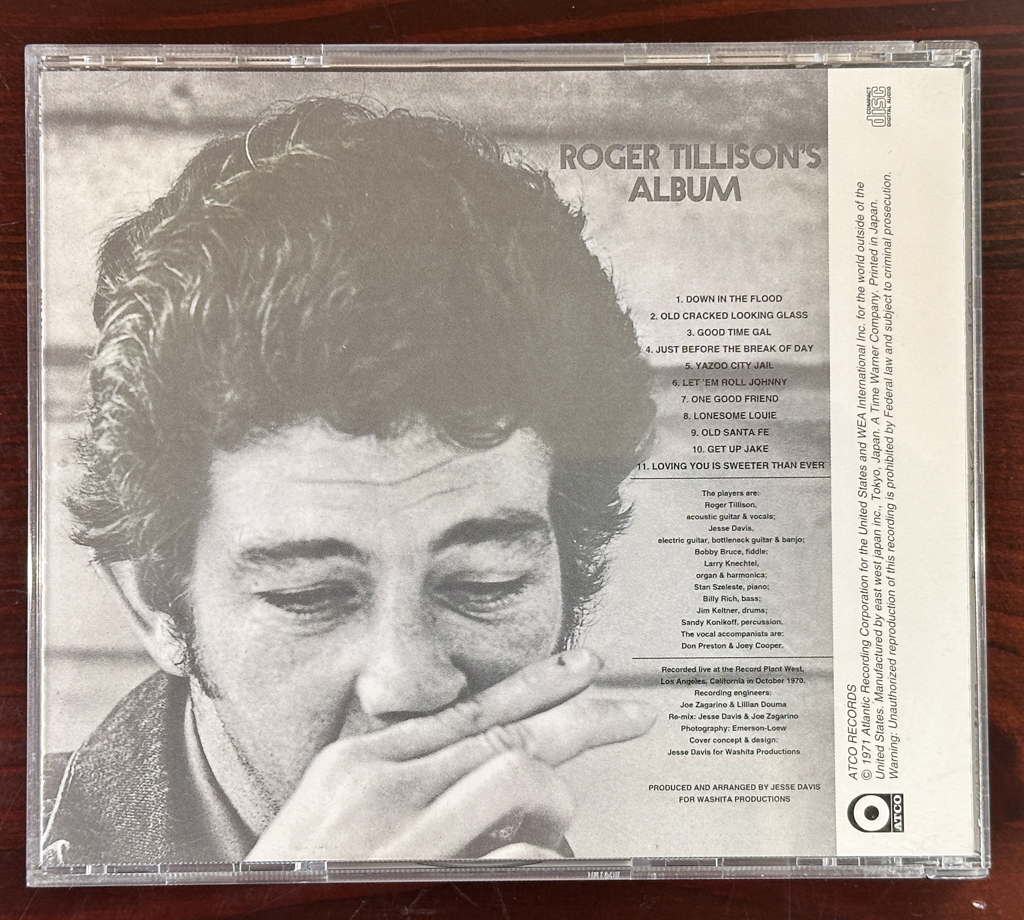 ROGER TILLISON'S
ALBUM
1. DOWN IN THE FLOOD
2. OLD CRACKED LOOKING GLASS
3. GOOD TIME GAL
4. JUST BEFORE THE BREAK OF DAY
5. YAZOO CITY JAIL
6. LET 'EM ROLL JOHNNY
7. ONE GOOD FRIEND
8. LONESOME LOUIE
9. OLD SANTA FE
10. GET UP JAKE
11. LOVING YOU IS SWEETER THAN EVER
The players are:
Roger Tillison,
acoustic guitar & vocals;
Jesse Davis,
electric guitar, bottleneck guitar & banjo;
Bobby Bruce, fiddle;
Larry Knechtel,
organ & harmonica;
Stan Szeleste, piano;
Billy Rich, bass;
Jim Keltner, drums;
Sandy Konikoff, percussion.
The vocal accompanists are:
Don Preston & Joey Cooper.
Recorded live at the Record Plant West,
Los Angeles, California in October 1970.
Recording engineers:
Joe Zagarino & Lillian Douma
Re-mix: Jesse Davis & Joe Zagarino
Photography: Emerson-Loew
Cover concept & design:
Jesse Davis for Washita Productions
PRODUCED AND ARRANGED BY JESSE DAVIS
FOR WASHITA PRODUCTIONS
COMPACT
disc
DIGITAL AUDIO
ATCO RECORDS
© 1971 Atlantic Recording Corporation for the United States and WEA International Inc. for the world outside of the
United States. Manufactured by east west japan inc., Tokyo, Japan. A Time Warner Company. Printed in Japan.
Warning: Unauthorized reproduction of this recording is prohibited by Federal law and subject to criminal prosecution.
ATCO